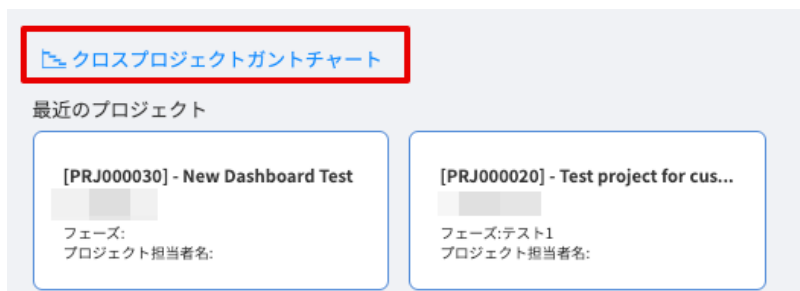 クロスプロジェクトガントチャート
最近のプロジェクト
[PRJ000030] - New Dashboard Test
フェーズ:
プロジェクト担当者名:
[PRJ000020] - Test project for cus...
フェーズ:テスト1
プロジェクト担当者名: